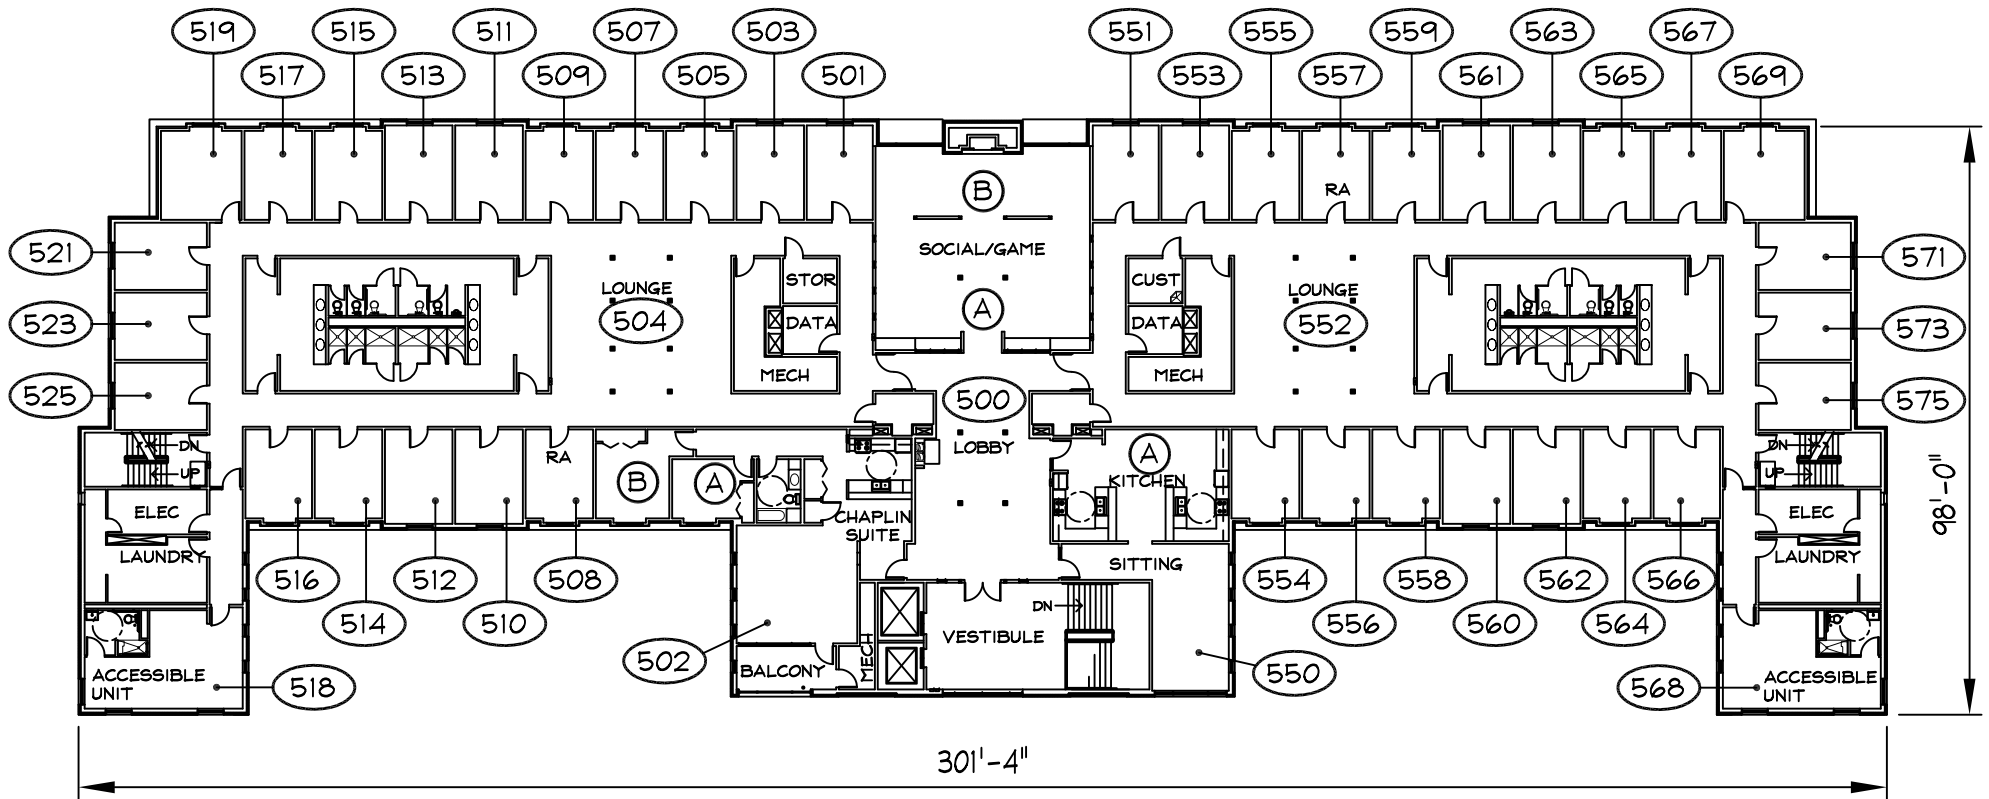 519 515 511 507 503 551 555 559 563 567
517 513 509 505 501 553 557 561 565 569
RA
B
SOCIAL/GAME
521 571
STOR CUST
LOUNGE LOUNGE
A
504 552
523 DATA DATA 573
MECH MECH
525 500 575
DN LOBBY DN
RA A
UP KITCHEN UP
B A
ELEC CHAPLIN ELEC
SUITE
LAUNDRY SITTING LAUNDRY
516 512 508 554 558 562 566
DN
514 510 556 560 564
VESTIBULE
98'-0"
502 MECH
BALCONY
ACCESSIBLE ACCESSIBLE
UNIT 518 550 568 UNIT
301'-4"